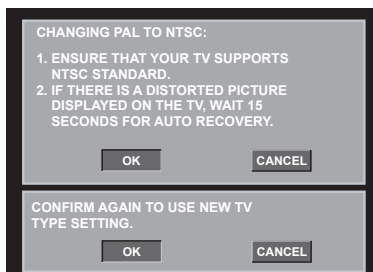 CHANGING PAL TO NTSC:
1. ENSURE THAT YOUR TV SUPPORTS
NTSC STANDARD.
2. IF THERE IS A DISTORTED PICTURE
DISPLAYED ON THE TV, WAIT 15
SECONDS FOR AUTO RECOVERY.
OK CANCEL
CONFIRM AGAIN TO USE NEW TV
TYPE SETTING.
OK CANCEL